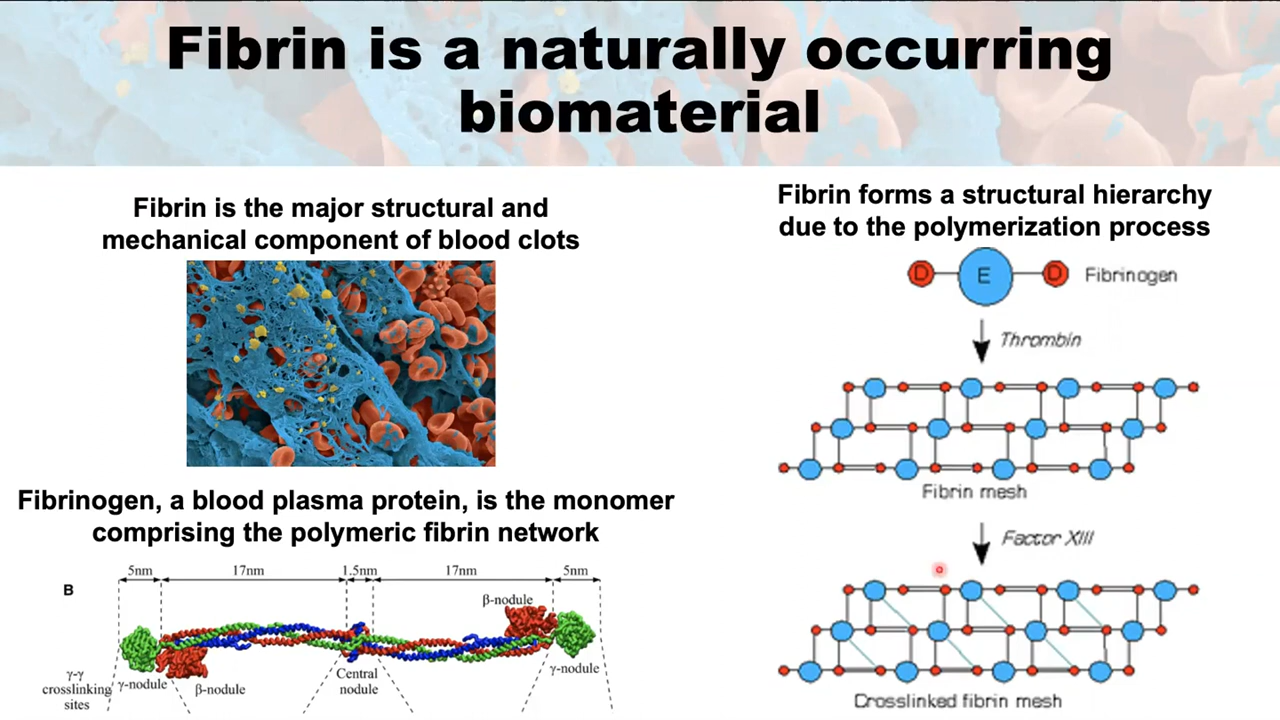 Fibrin is a naturally occurring
biomaterial
Fibrin is the major structural and
mechanical component of blood clots
Fibrinogen, a blood plasma protein, is the monomer
comprising the polymeric fibrin network
B
5nm 17nm 1.5nm 17nm 5nm
β-nodule
γ-γ
crosslinking
sites
γ-nodule
β-nodule
Central
nodule
γ-nodule
Fibrin forms a structural hierarchy
due to the polymerization process
D E D Fibrinogen
Thrombin
Fibrin mesh
Factor XIII
Crosslinked fibrin mesh